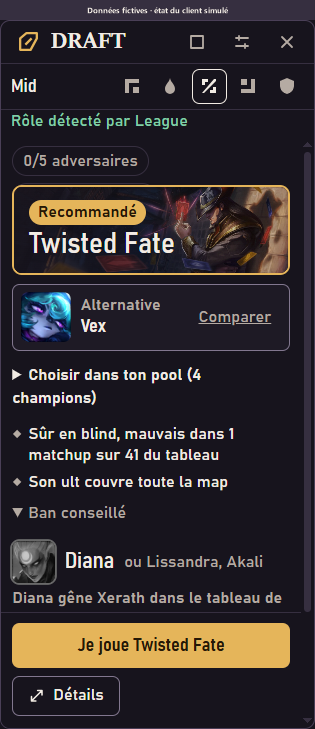 Données fictives · état du client simulé
DRAFT
Mid
Rôle détecté par League
0/5 adversaires
Recommandé
Twisted Fate
Alternative
Vex
Comparer
Choisir dans ton pool (4
champions)
Sûr en blind, mauvais dans 1
matchup sur 41 du tableau
Son ult couvre toute la map
Ban conseillé
Diana ou Lissandra, Akali
Diana gêne Xerath dans le tableau de
Je joue Twisted Fate
Détails